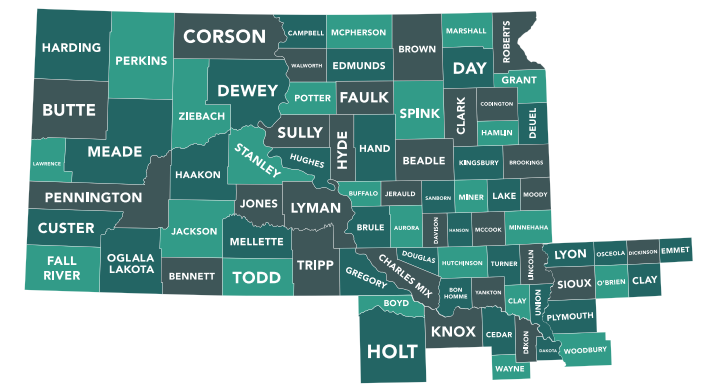 HARDING
PERKINS
CORSON
CAMPBELL
MCPHERSON
BROWN
MARSHALL
ROBERTS
WALWORTH
EDMUNDS
DAY
GRANT
BUTTE
DEWEY
ZIEBACH
POTTER
FAULK
SPINK
CLARK
CODINGTON
DEUEL
HAMLIN
LAWRENCE
MEADE
STANLEY
SULLY
HUGHES
HYDE
HAND
BEADLE
KINGSBURY
BROOKINGS
HAAKON
PENNINGTON
JONES
LYMAN
BUFFALO
JERAULD
SANBORN
MINER
LAKE
MOODY
CUSTER
JACKSON
MELLETTE
BRULE
AURORA
DAVISON
HANSON
MCCOOK
MINNEHAHA
FALL
RIVER
OGLALA
LAKOTA
BENNETT
TODD
TRIPP
GREGORY
CHARLES MIX
DOUGLAS
HUTCHINSON
TURNER
LINCOLN
LYON
OSCEOLA
DICKINSON
EMMET
SIOUX
O'BRIEN
CLAY
BON
HOMME
YANKTON
CLAY
UNION
PLYMOUTH
BOYD
HOLT
KNOX
CEDAR
DIXON
DAKOTA
WOODBURY
WAYNE